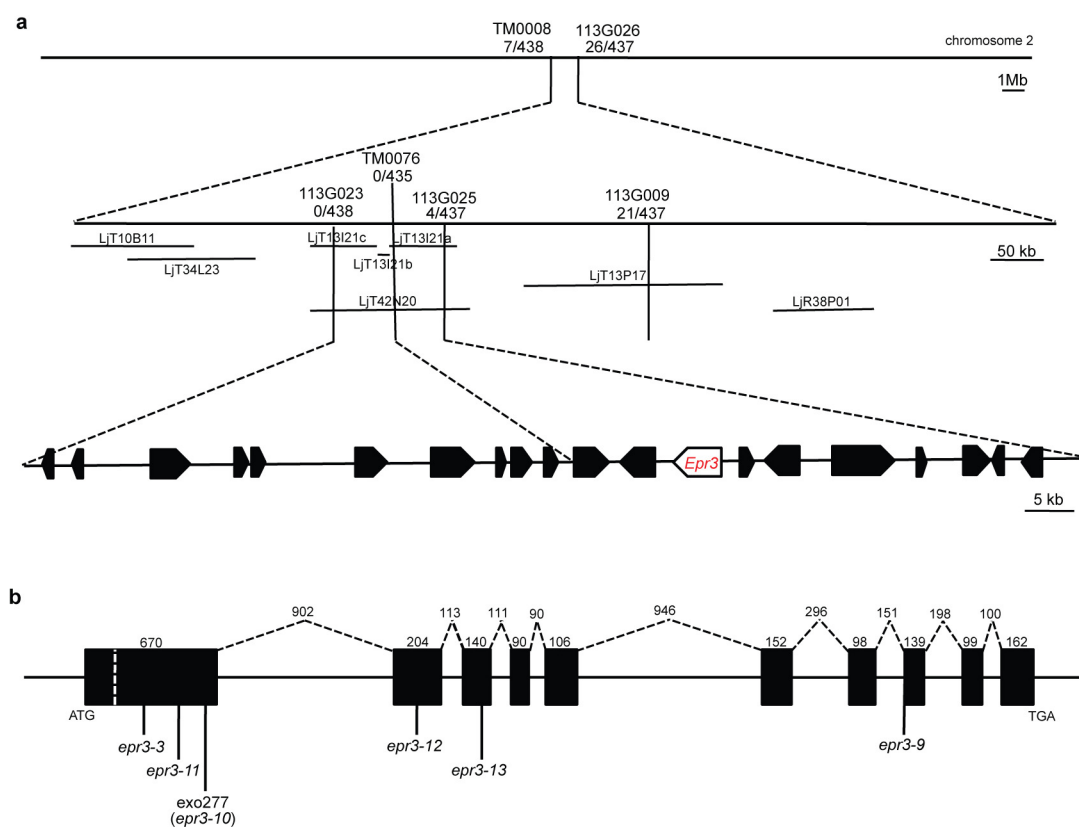 a
TM0008
7/438
113G026
26/437
chromosome 2
1Mb
TM0076
0/435
113G023
0/438
113G025
4/437
113G009
21/437
LjT10B11
LjT13I21c
LjT13I21a
50 kb
LjT34L23
LjT13I21b
LjT13P17
LjT42N20
LjR38P01
Epr3
5 kb
b
902
113
111
90
946
296
151
198
100
670
204
140
90
106
152
98
139
99
162
ATG
TGA
epr3-3
epr3-12
epr3-9
epr3-11
epr3-13
exo277
(epr3-10)